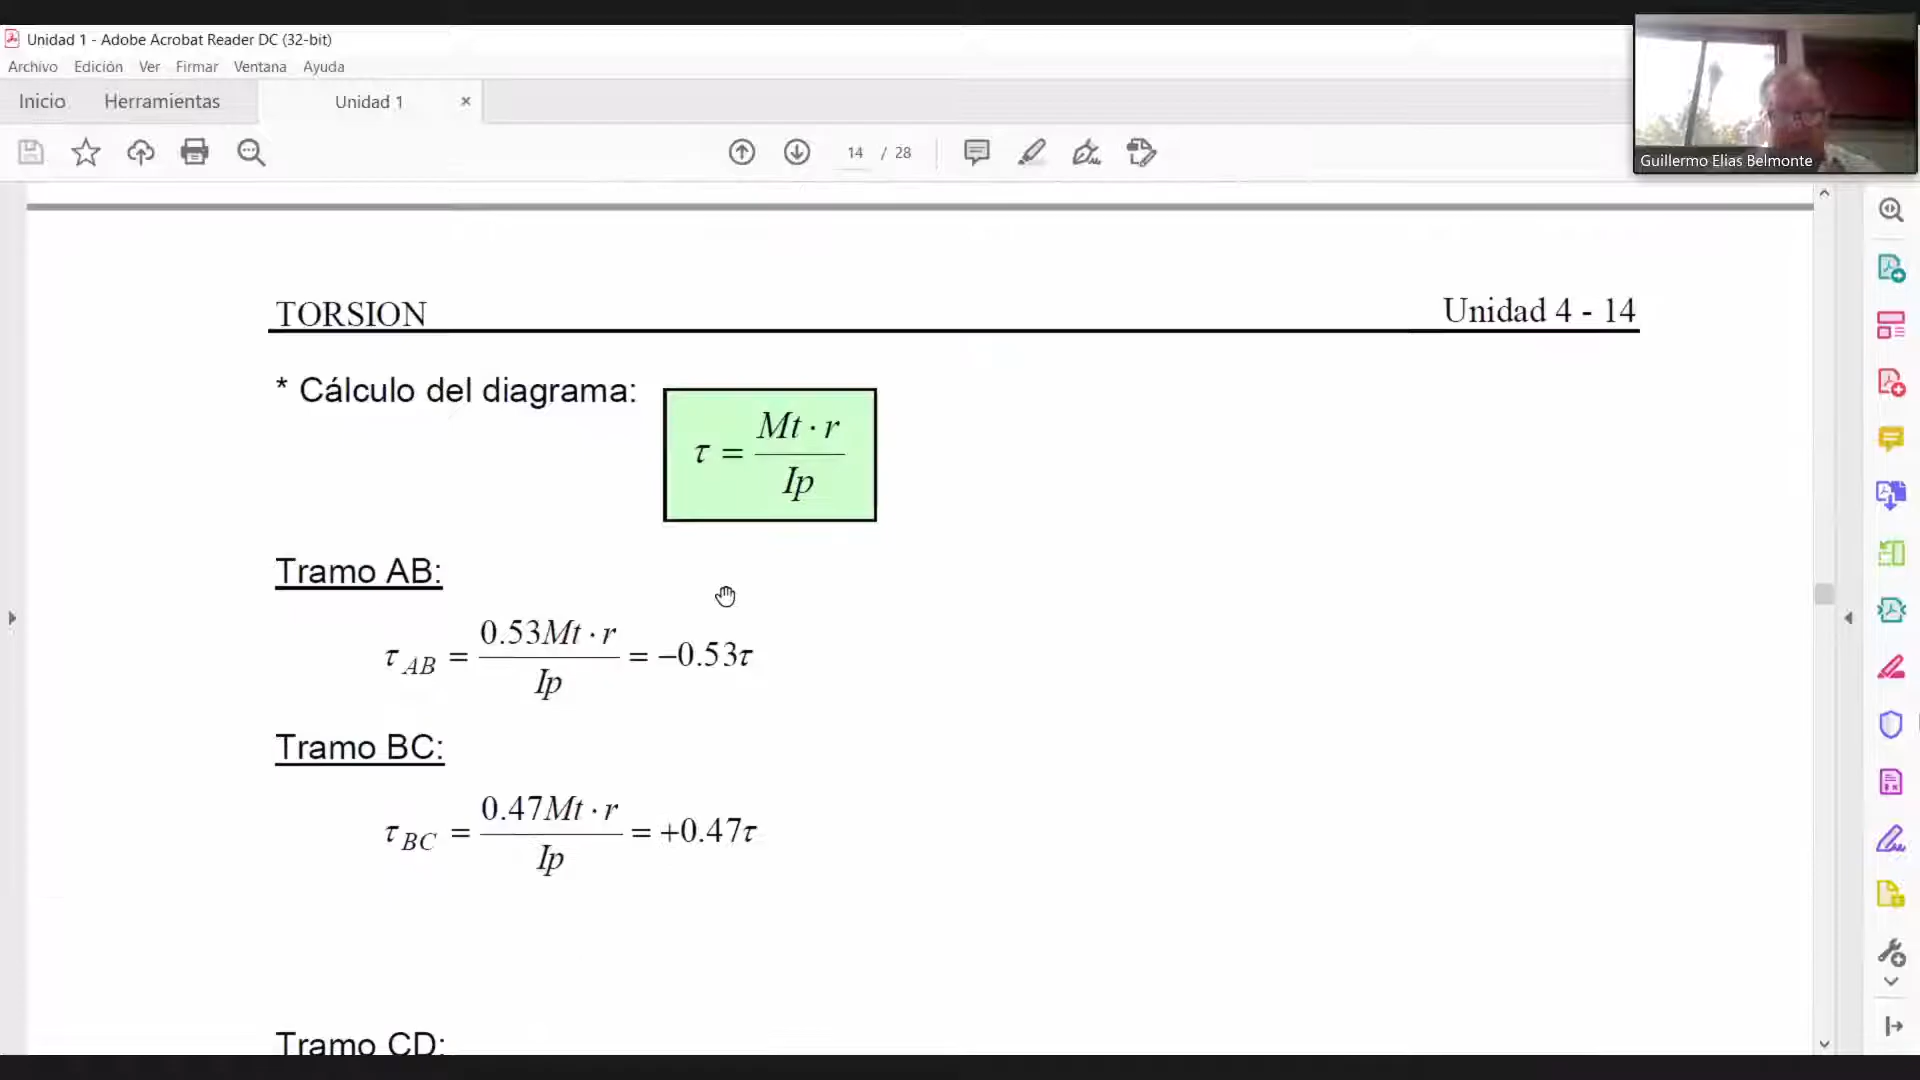 Unidad 1 - Adobe Acrobat Reader DC (32-bit)
Archivo Edición Ver Firmar Ventana Ayuda
Inicio Herramientas Unidad 1 ×
14 / 28
Guillermo Elias Belmonte
TORSION Unidad 4 - 14
* Cálculo del diagrama: τ = Mt · r / Ip
Tramo AB:
τ AB = 0.53Mt · r / Ip = −0.53τ
Tramo BC:
τ BC = 0.47Mt · r / Ip = +0.47τ
Tramo CD: